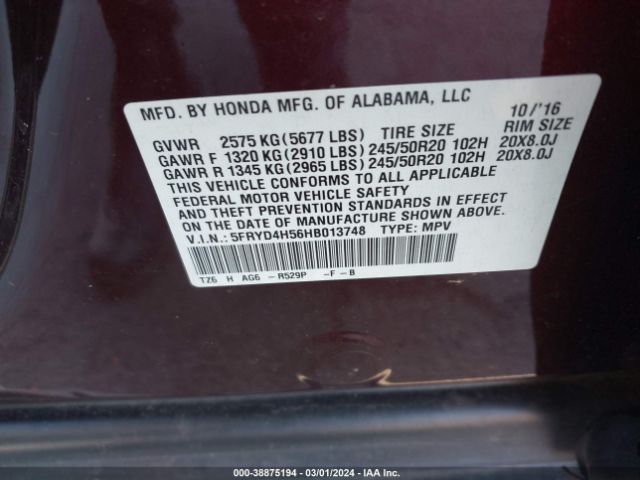 MFD. BY HONDA MFG. OF ALABAMA, LLC 10/'16
GVWR 2575 KG(5677 LBS) TIRE SIZE RIM SIZE
GAWR F 1320 KG(2910 LBS)245/50R20 102H 20X8.0J
GAWR R 1345 KG(2965 LBS)245/50R20 102H 20X8.0J
THIS VEHICLE CONFORMS TO ALL APPLICABLE
FEDERAL MOTOR VEHICLE SAFETY
AND THEFT PREVENTION STANDARDS IN EFFECT
ON THE DATE OF MANUFACTURE SHOWN ABOVE.
V.I.N.: 5FRYD4H56HB013748 TYPE: MPV
TZ6 H AG6 -R529P -F-B
000-38875194 - 03/01/2024 - IAA Inc.